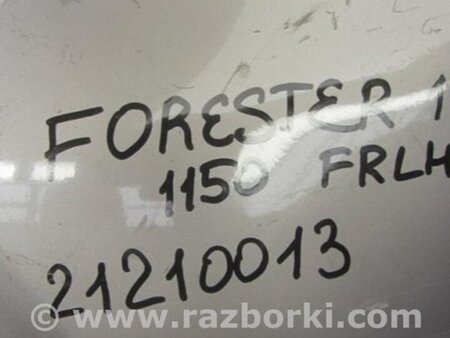 FORESTER 1
1150 FRLH
21210013
www.razborki.com